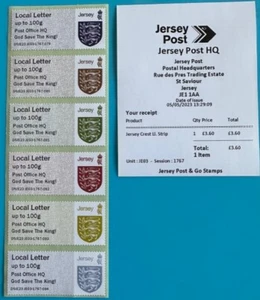 Local Letter
up to 100g
Post Office HQ
God Save The King!
Jersey
Local Letter
up to 100g
Post Office HQ
God Save The King!
Jersey
Local Letter
up to 100g
Post Office HQ
God Save The King!
Jersey
Local Letter
up to 100g
Post Office HQ
God Save The King!
Jersey
Local Letter
up to 100g
Post Office HQ
God Save The King!
Jersey
Local Letter
up to 100g
Post Office HQ
God Save The King!
Jersey
Jersey
Post
Jersey Post HQ
Jersey Post
Postal Headquarters
Rue des Pres Trading Estate
St Saviour
Jersey
JE1 1AA
Date of Issue
05/05/2023 10:29:09
Your receipt
Product Qty Price Total
Jersey Crest LL Strip 1 £3.60 £3.60
Total: £3.60
1 Item
Unit : JE03 - Session : 1767
Jersey Post & Go Stamps